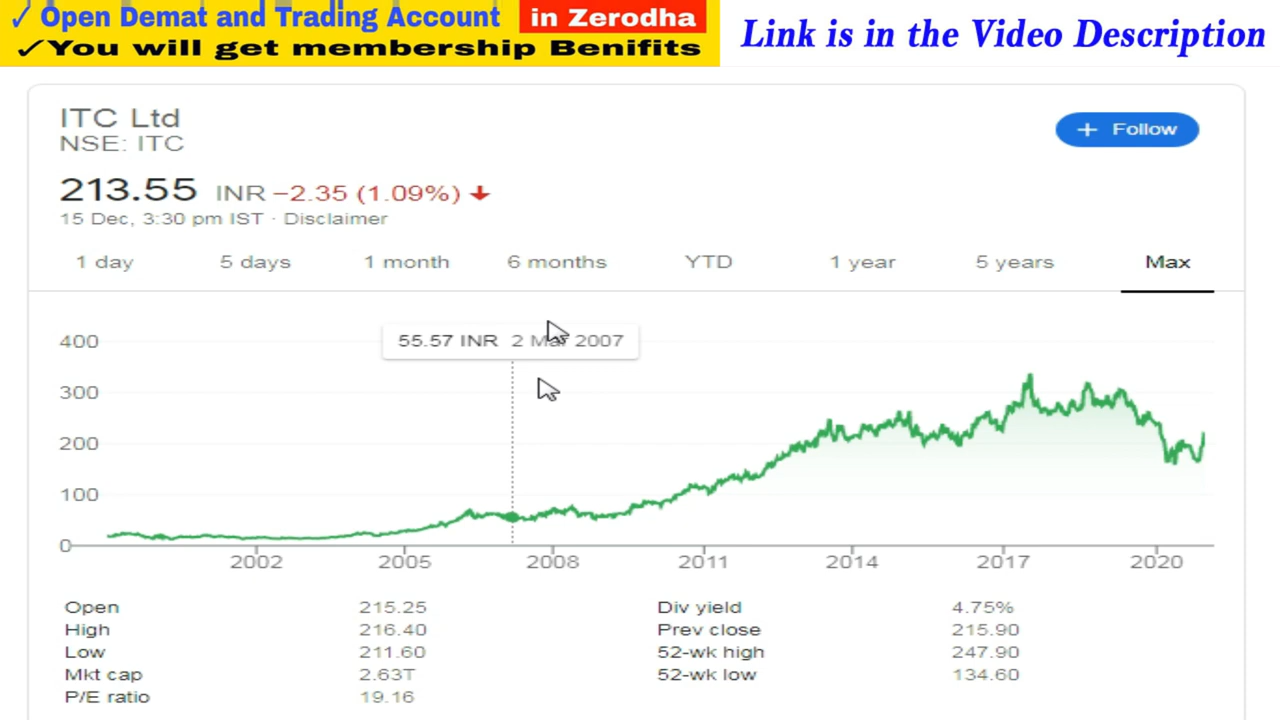 ✓ Open Demat and Trading Account in Zerodha
✓You will get membership Benifits
Link is in the Video Description
ITC Ltd
NSE: ITC
+ Follow
213.55 INR −2.35 (1.09%) ↓
15 Dec, 3:30 pm IST · Disclaimer
1 day 5 days 1 month 6 months YTD 1 year 5 years Max
55.57 INR 2 Mar 2007
400
300
200
100
0
2002 2005 2008 2011 2014 2017 2020
Open 215.25 Div yield 4.75%
High 216.40 Prev close 215.90
Low 211.60 52-wk high 247.90
Mkt cap 2.63T 52-wk low 134.60
P/E ratio 19.16